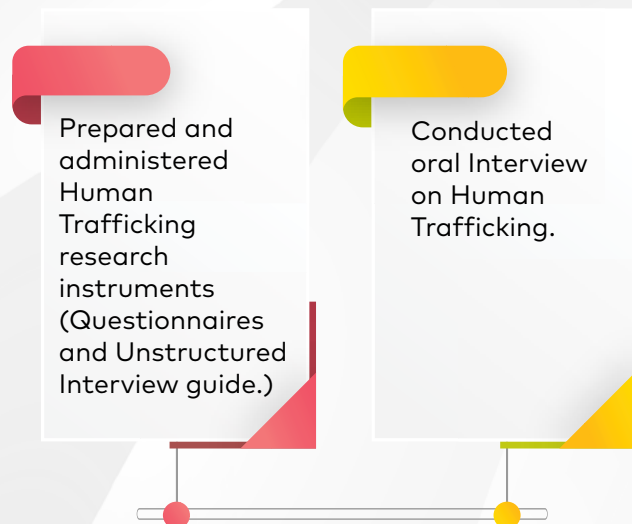 Prepared and
administered
Human
Trafficking
research
instruments
(Questionnaires
and Unstructured
Interview guide.)
Conducted
oral Interview
on Human
Trafficking.